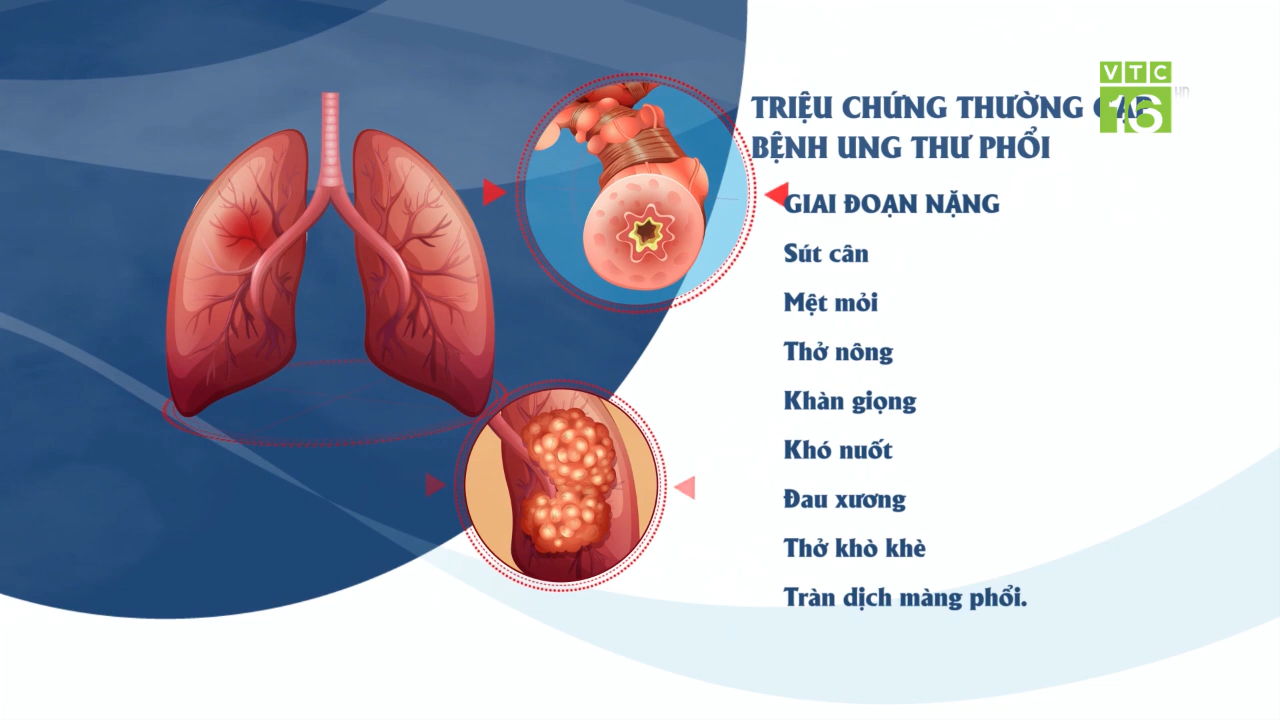 VTC
16
TRIỆU CHỨNG THƯỜNG
BỆNH UNG THƯ PHỔI
GIAI ĐOẠN NẶNG
Sút cân
Mệt mỏi
Thở nông
Khàn giọng
Khó nuốt
Đau xương
Thở khò khè
Tràn dịch màng phổi.